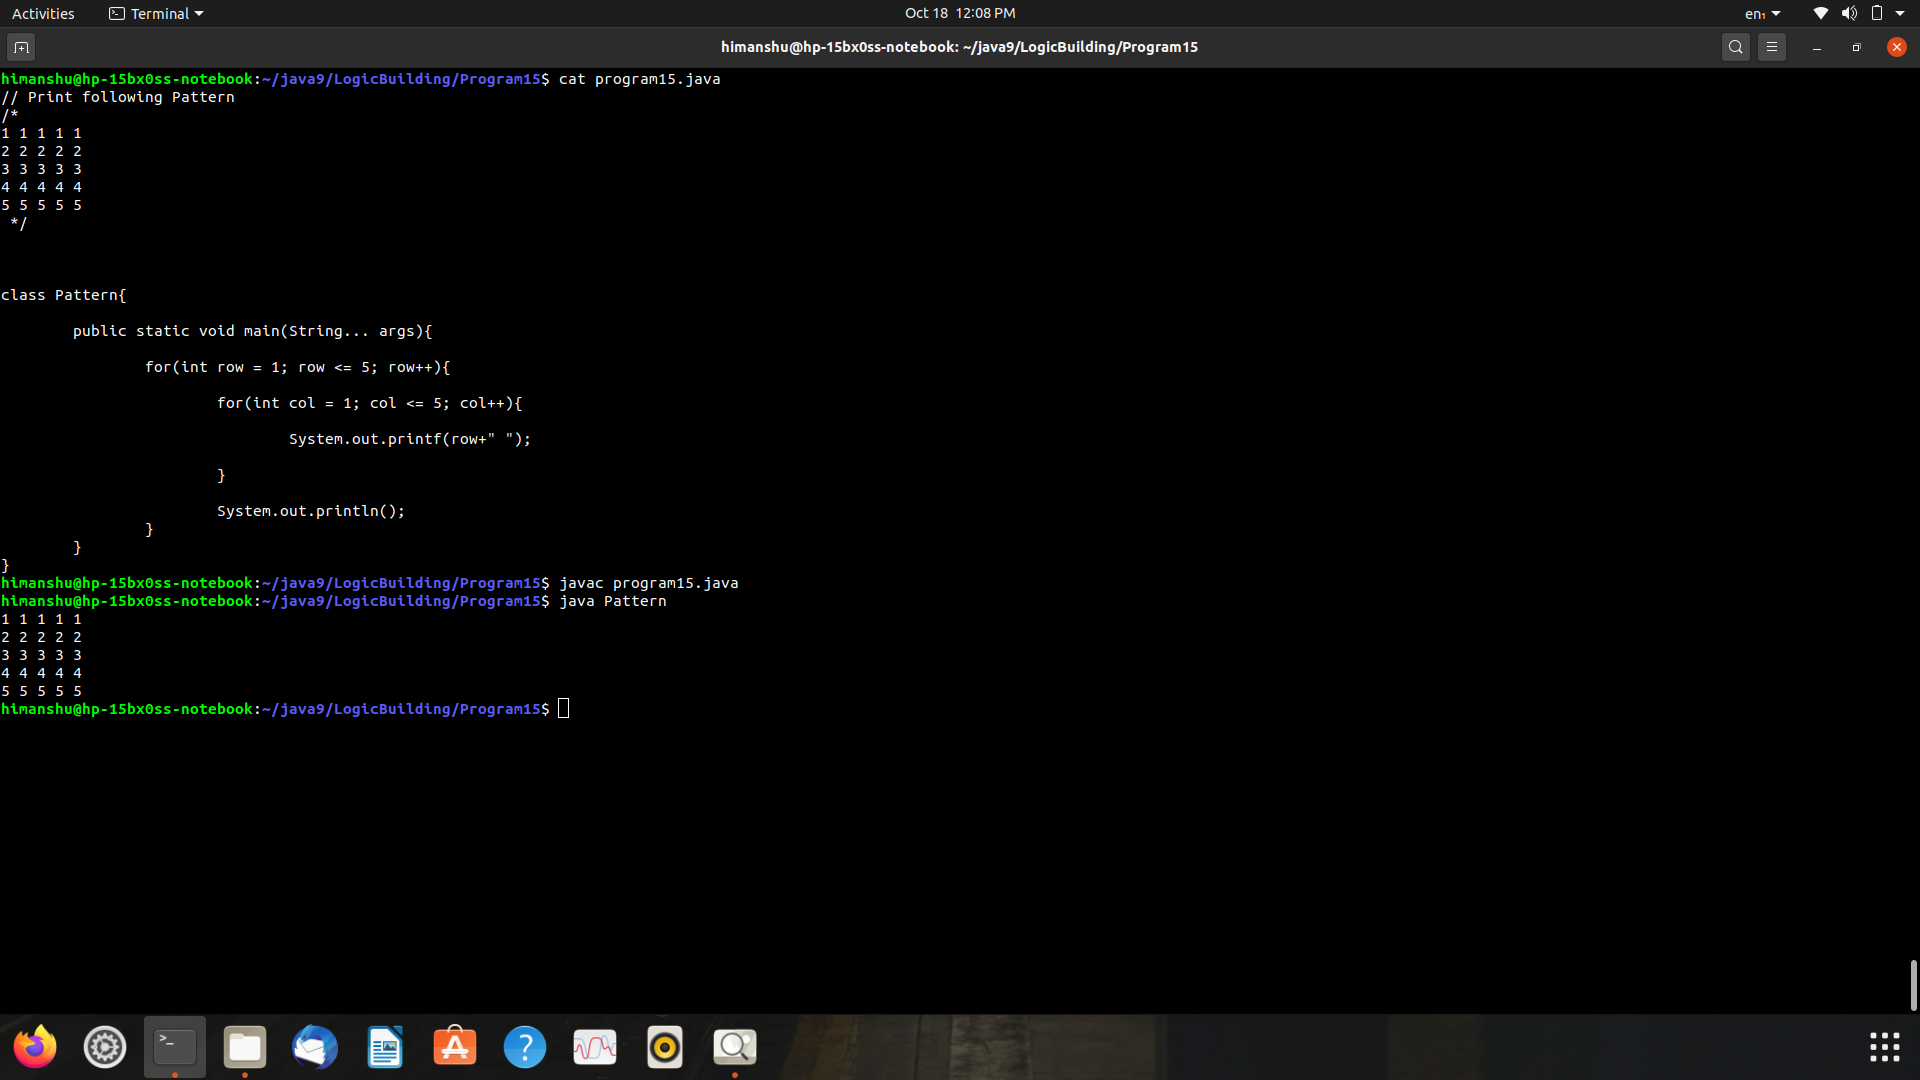 Activities Terminal Oct 18 12:08 PM en₁
himanshu@hp-15bx0ss-notebook: ~/java9/LogicBuilding/Program15
himanshu@hp-15bx0ss-notebook:~/java9/LogicBuilding/Program15$ cat program15.java
// Print following Pattern
/*
1 1 1 1 1
2 2 2 2 2
3 3 3 3 3
4 4 4 4 4
5 5 5 5 5
 */
class Pattern{
        public static void main(String... args){
                for(int row = 1; row <= 5; row++){
                        for(int col = 1; col <= 5; col++){
                                System.out.printf(row+" ");
                        }
                        System.out.println();
                }
        }
}
himanshu@hp-15bx0ss-notebook:~/java9/LogicBuilding/Program15$ javac program15.java
himanshu@hp-15bx0ss-notebook:~/java9/LogicBuilding/Program15$ java Pattern
1 1 1 1 1
2 2 2 2 2
3 3 3 3 3
4 4 4 4 4
5 5 5 5 5
himanshu@hp-15bx0ss-notebook:~/java9/LogicBuilding/Program15$